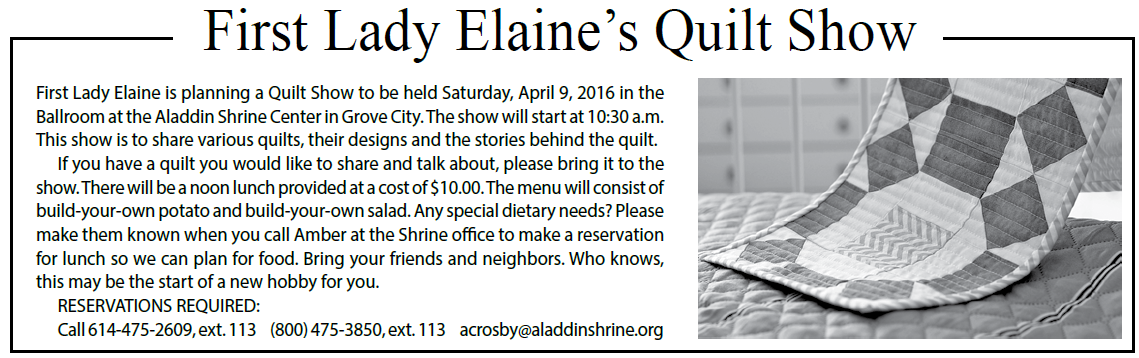 First Lady Elaine’s Quilt Show
First Lady Elaine is planning a Quilt Show to be held Saturday, April 9, 2016 in the
Ballroom at the Aladdin Shrine Center in Grove City. The show will start at 10:30 a.m.
This show is to share various quilts, their designs and the stories behind the quilt.
If you have a quilt you would like to share and talk about, please bring it to the
show. There will be a noon lunch provided at a cost of $10.00. The menu will consist of
build-your-own potato and build-your-own salad. Any special dietary needs? Please
make them known when you call Amber at the Shrine office to make a reservation
for lunch so we can plan for food. Bring your friends and neighbors. Who knows,
this may be the start of a new hobby for you.
RESERVATIONS REQUIRED:
Call 614-475-2609, ext. 113 (800) 475-3850, ext. 113 acrosby@aladdinshrine.org